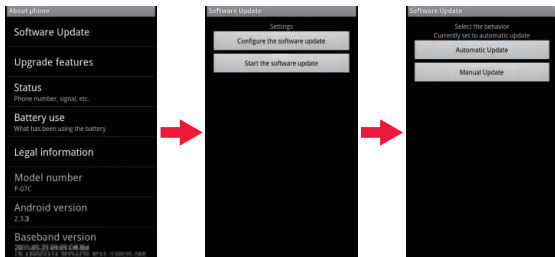 About phone
Software Update
Upgrade features
Status
Phone number, signal, etc.
Battery use
What has been using the battery
Legal information
Model number
P-07C
Android version
2.3.3
Baseband version
Software Update
Settings
Configure the software update
Start the software update
Software Update
Select the behavior
Currently set to automatic update
Automatic Update
Manual Update